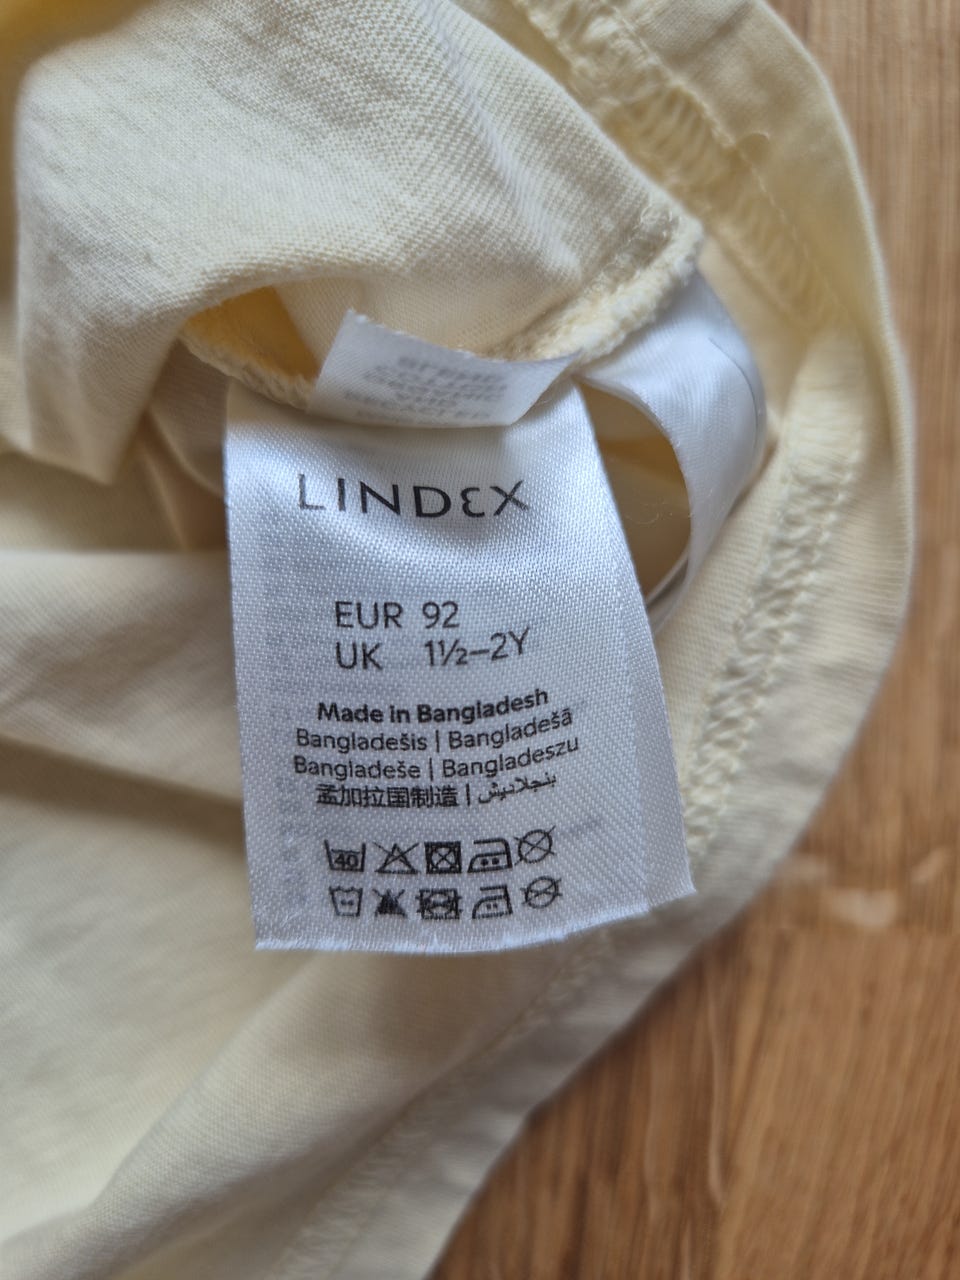 LINDEX
EUR 92
UK 1½–2Y
Made in Bangladesh
Bangladešis | Bangladešā
Bangladeše | Bangladeszu
孟加拉国制造 | بنجلاديش
40